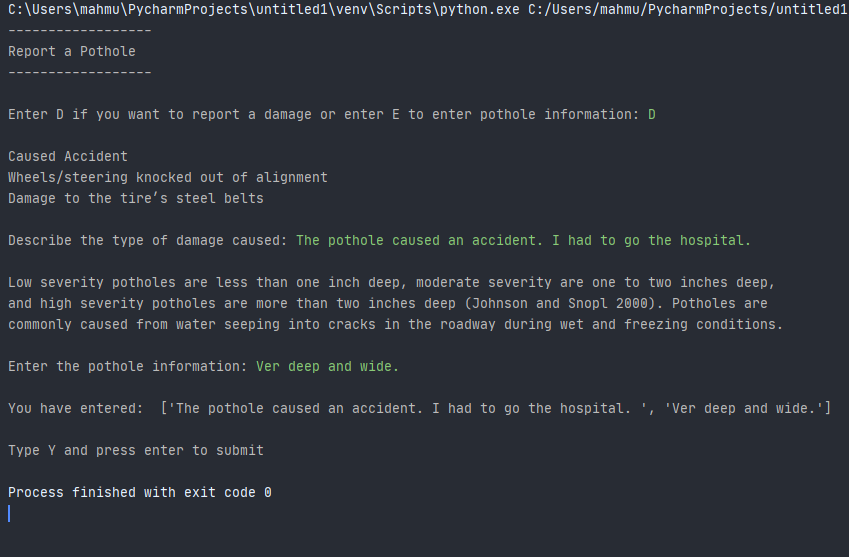 C:\Users\mahmu\PycharmProjects\untitled1\venv\Scripts\python.exe C:/Users/mahmu/PycharmProjects/untitled1
------------------
Report a Pothole
------------------
Enter D if you want to report a damage or enter E to enter pothole information: D
Caused Accident
Wheels/steering knocked out of alignment
Damage to the tire’s steel belts
Describe the type of damage caused: The pothole caused an accident. I had to go the hospital.
Low severity potholes are less than one inch deep, moderate severity are one to two inches deep,
and high severity potholes are more than two inches deep (Johnson and Snopl 2000). Potholes are
commonly caused from water seeping into cracks in the roadway during wet and freezing conditions.
Enter the pothole information: Ver deep and wide.
You have entered:  ['The pothole caused an accident. I had to go the hospital. ', 'Ver deep and wide.']
Type Y and press enter to submit
Process finished with exit code 0